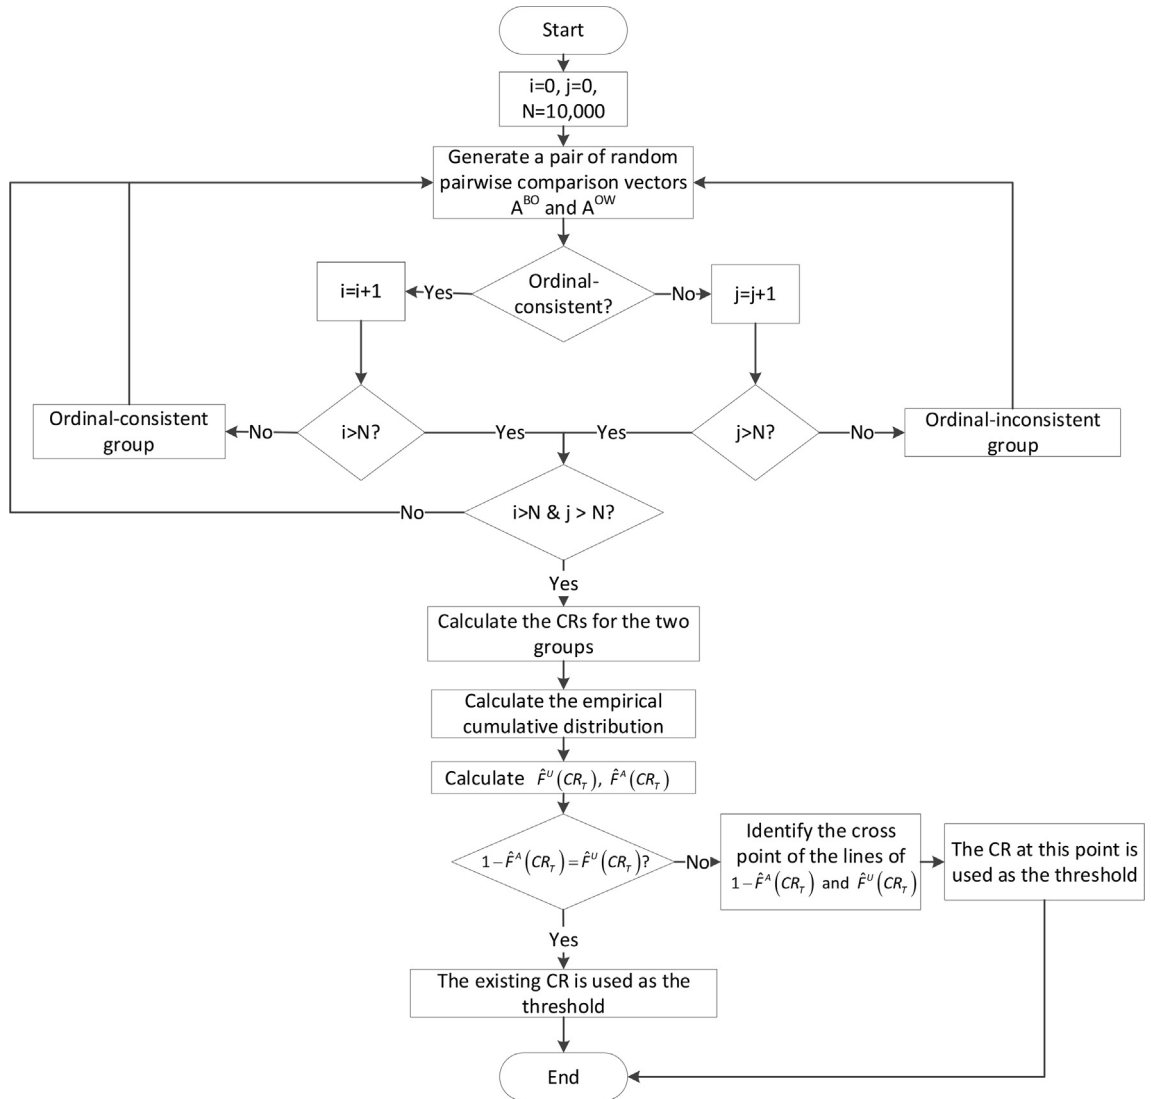 Start
i=0, j=0,
N=10,000
Generate a pair of random
pairwise comparison vectors
A^BO and A^OW
Ordinal-
consistent?
Yes
No
i=i+1
j=j+1
Ordinal-consistent
group
No
i>N?
Yes
Yes
j>N?
No
Ordinal-inconsistent
group
No
i>N & j > N?
Yes
Calculate the CRs for the two
groups
Calculate the empirical
cumulative distribution
Calculate F̂^U(CR_T), F̂^A(CR_T)
1−F̂^A(CR_T)=F̂^U(CR_T)?
No
Identify the cross
point of the lines of
1−F̂^A(CR_T) and F̂^U(CR_T)
The CR at this point is
used as the threshold
Yes
The existing CR is used as the
threshold
End